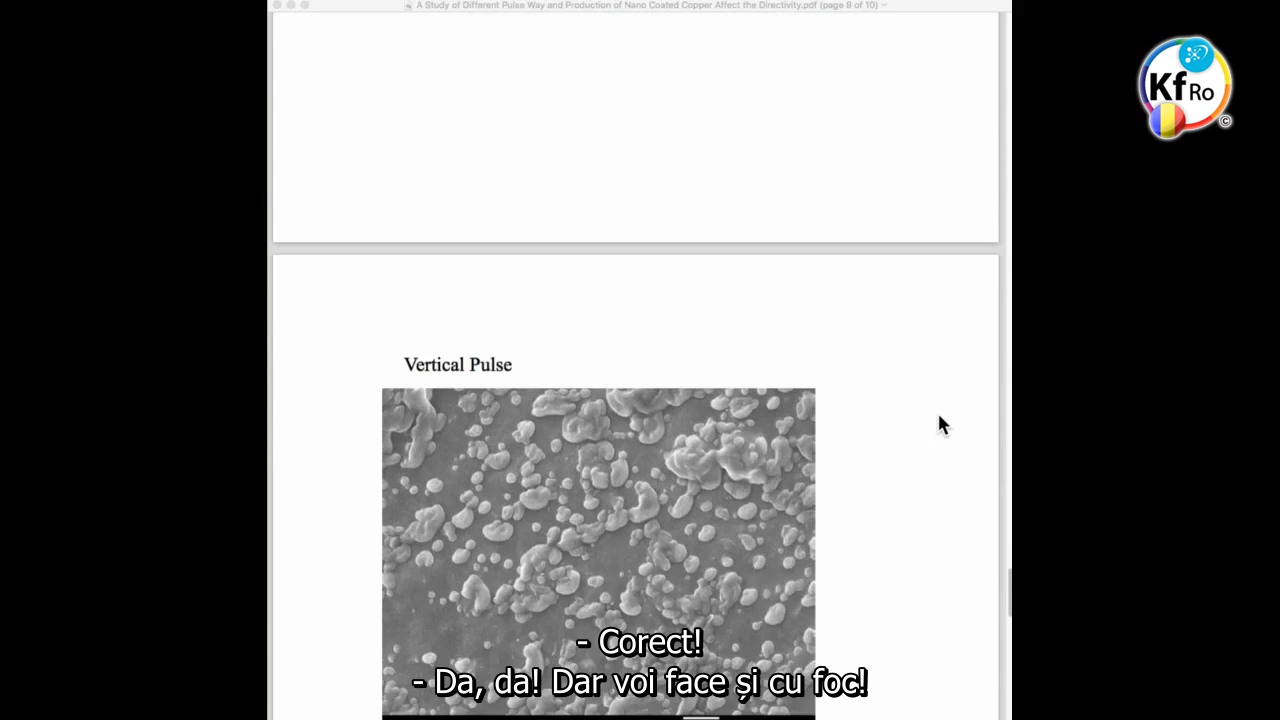 A Study of Different Pulse Way and Production of Nano Coated Copper Affect the Directivity.pdf (page 9 of 10)
Kf Ro
©
Vertical Pulse
- Corect!
- Da, da! Dar voi face și cu foc!